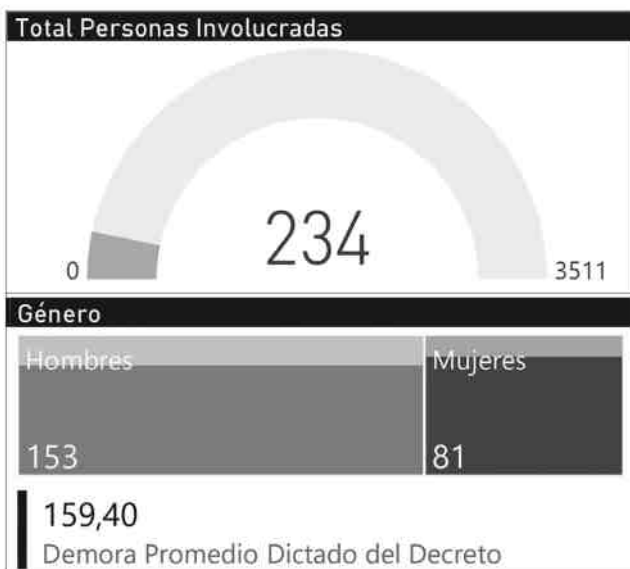 Total Personas Involucradas
234
0
3511
Género
Hombres
Mujeres
153
81
159,40
Demora Promedio Dictado del Decreto